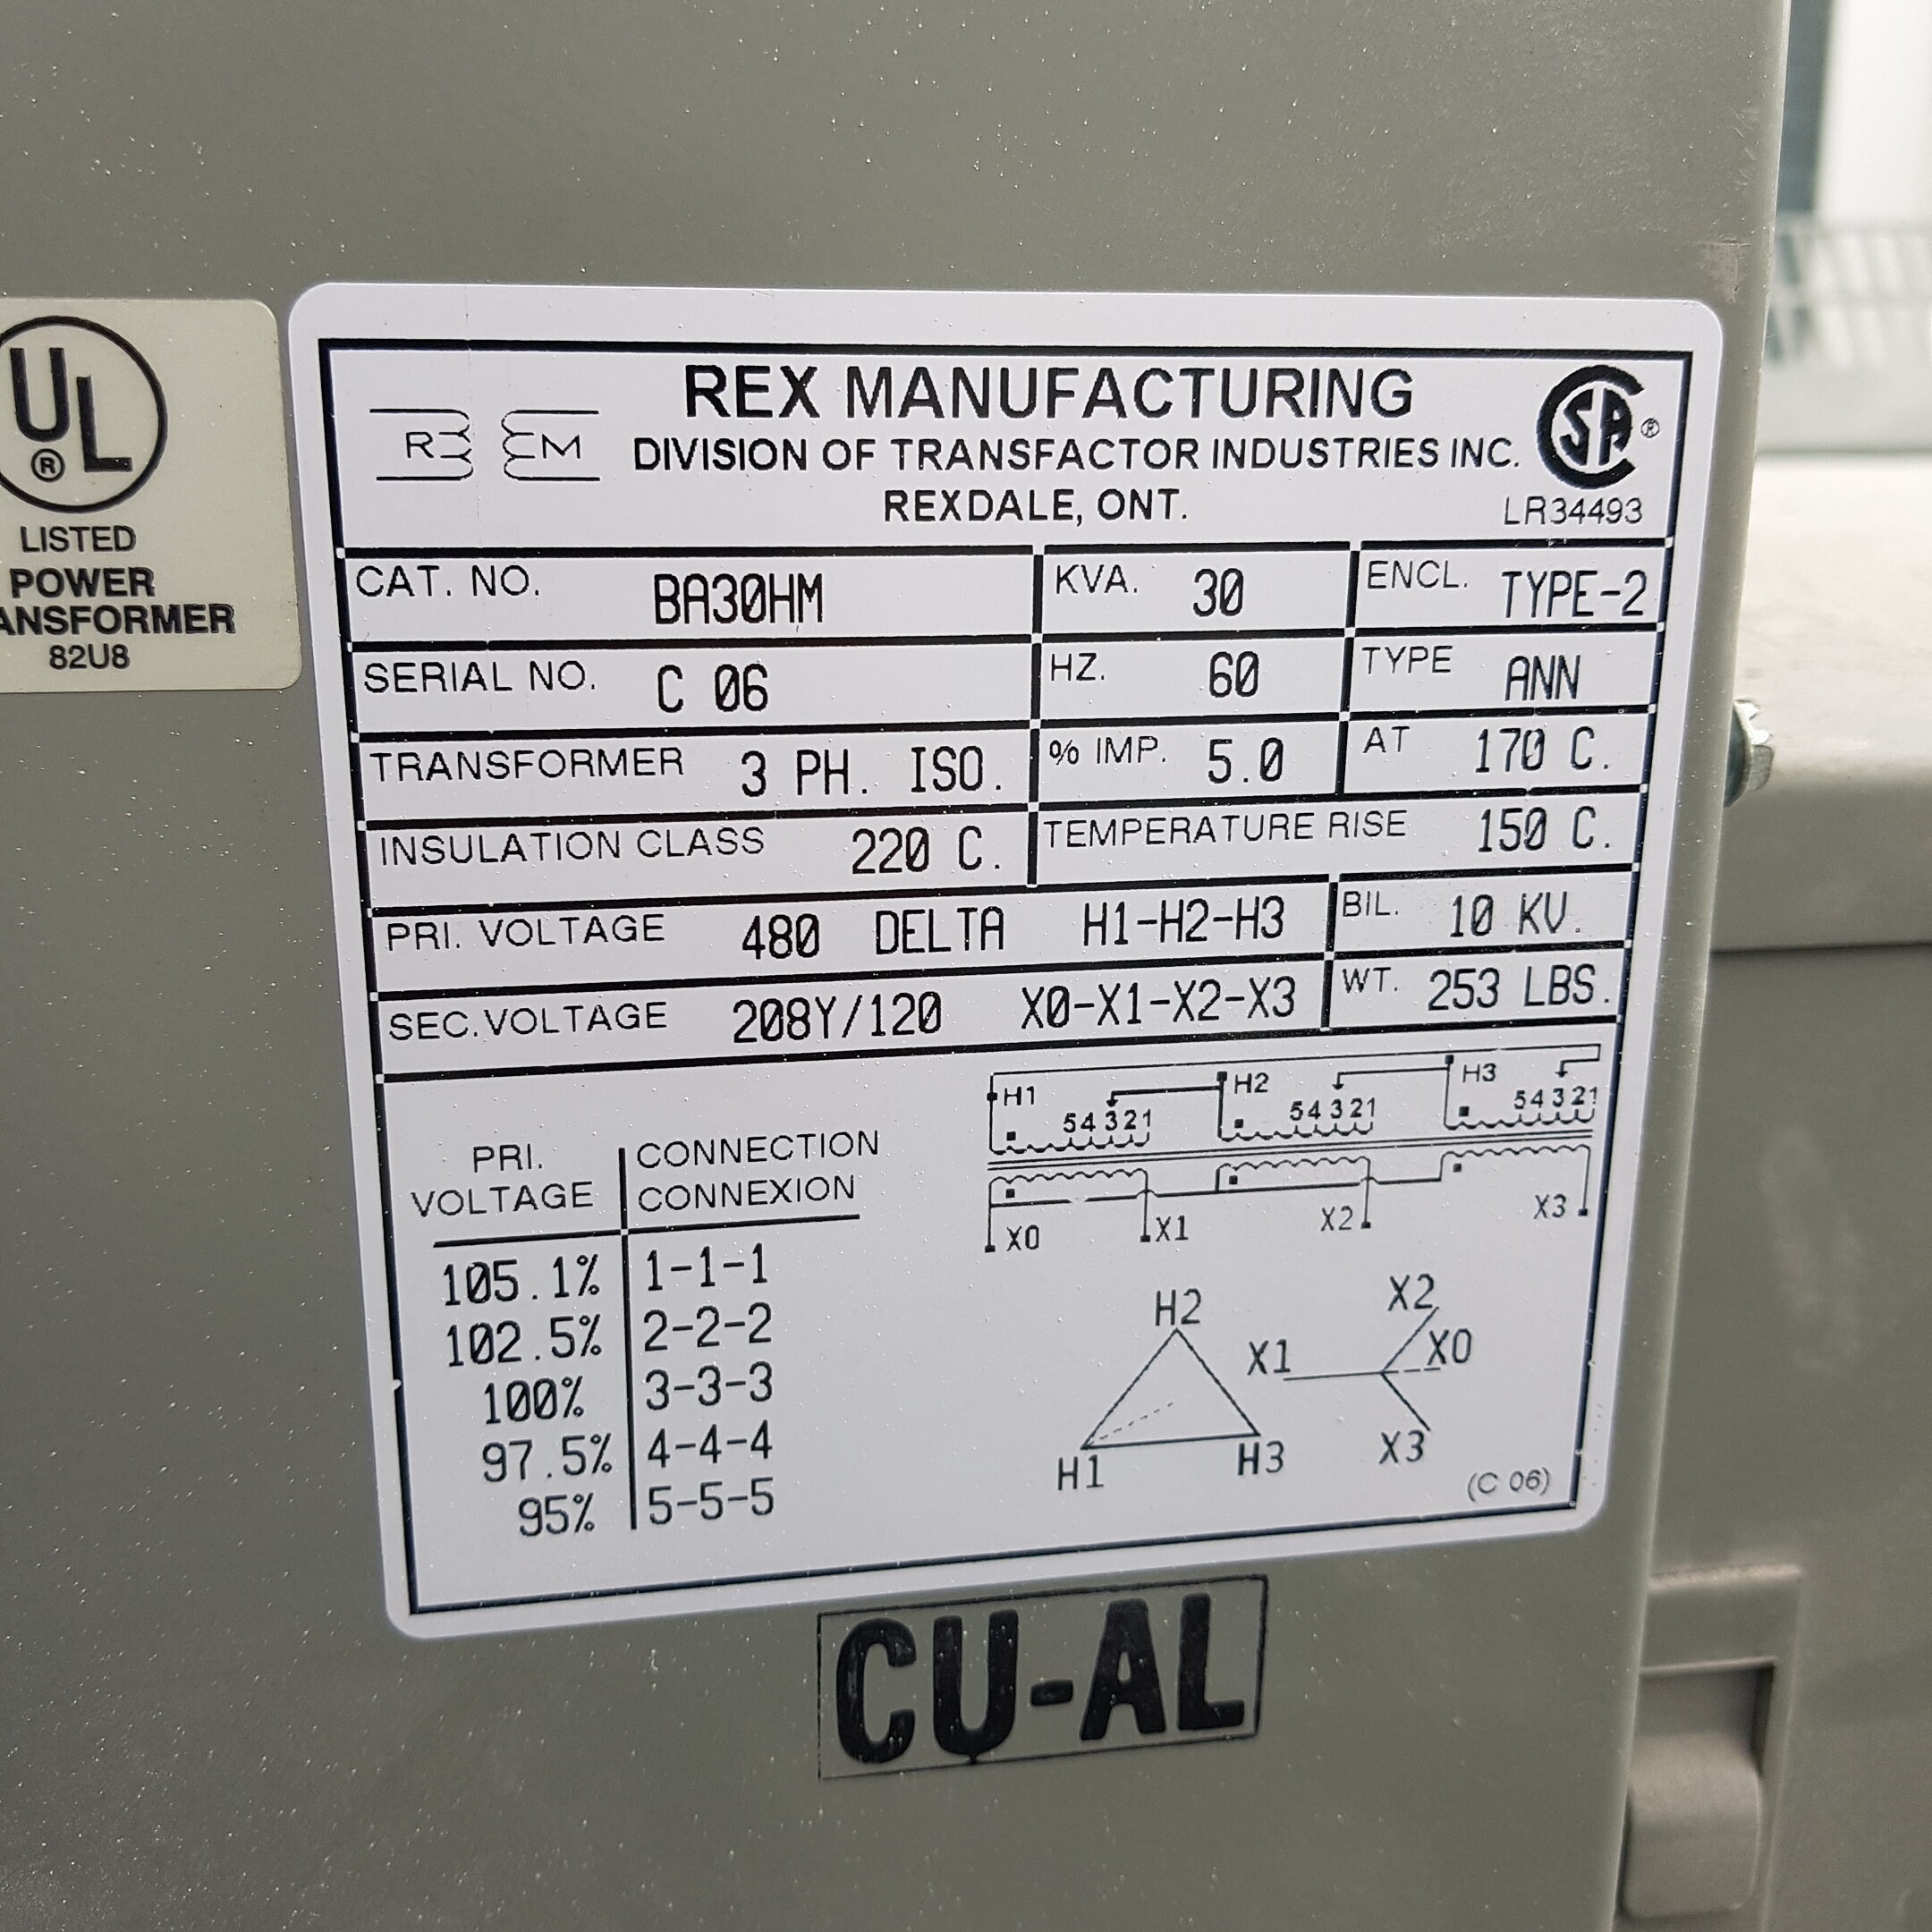 UL
®
LISTED
POWER
ANSFORMER
82U8
REM
REX MANUFACTURING
DIVISION OF TRANSFACTOR INDUSTRIES INC.
REXDALE, ONT.
SA ®
LR34493
CAT. NO. BA30HM KVA. 30 ENCL. TYPE-2
SERIAL NO. C 06 HZ. 60 TYPE ANN
TRANSFORMER 3 PH. ISO. % IMP. 5.0 AT 170 C.
INSULATION CLASS 220 C. TEMPERATURE RISE 150 C.
PRI. VOLTAGE 480 DELTA H1-H2-H3 BIL. 10 KV.
SEC.VOLTAGE 208Y/120 X0-X1-X2-X3 WT. 253 LBS.
PRI. CONNECTION
VOLTAGE CONNEXION
105.1% 1-1-1
102.5% 2-2-2
100% 3-3-3
97.5% 4-4-4
95% 5-5-5
H1 H2 H3
54321 54321 54321
X0 X1 X2 X3
H2
H1 H3
X2
X1 X0
X3
(C 06)
CU-AL